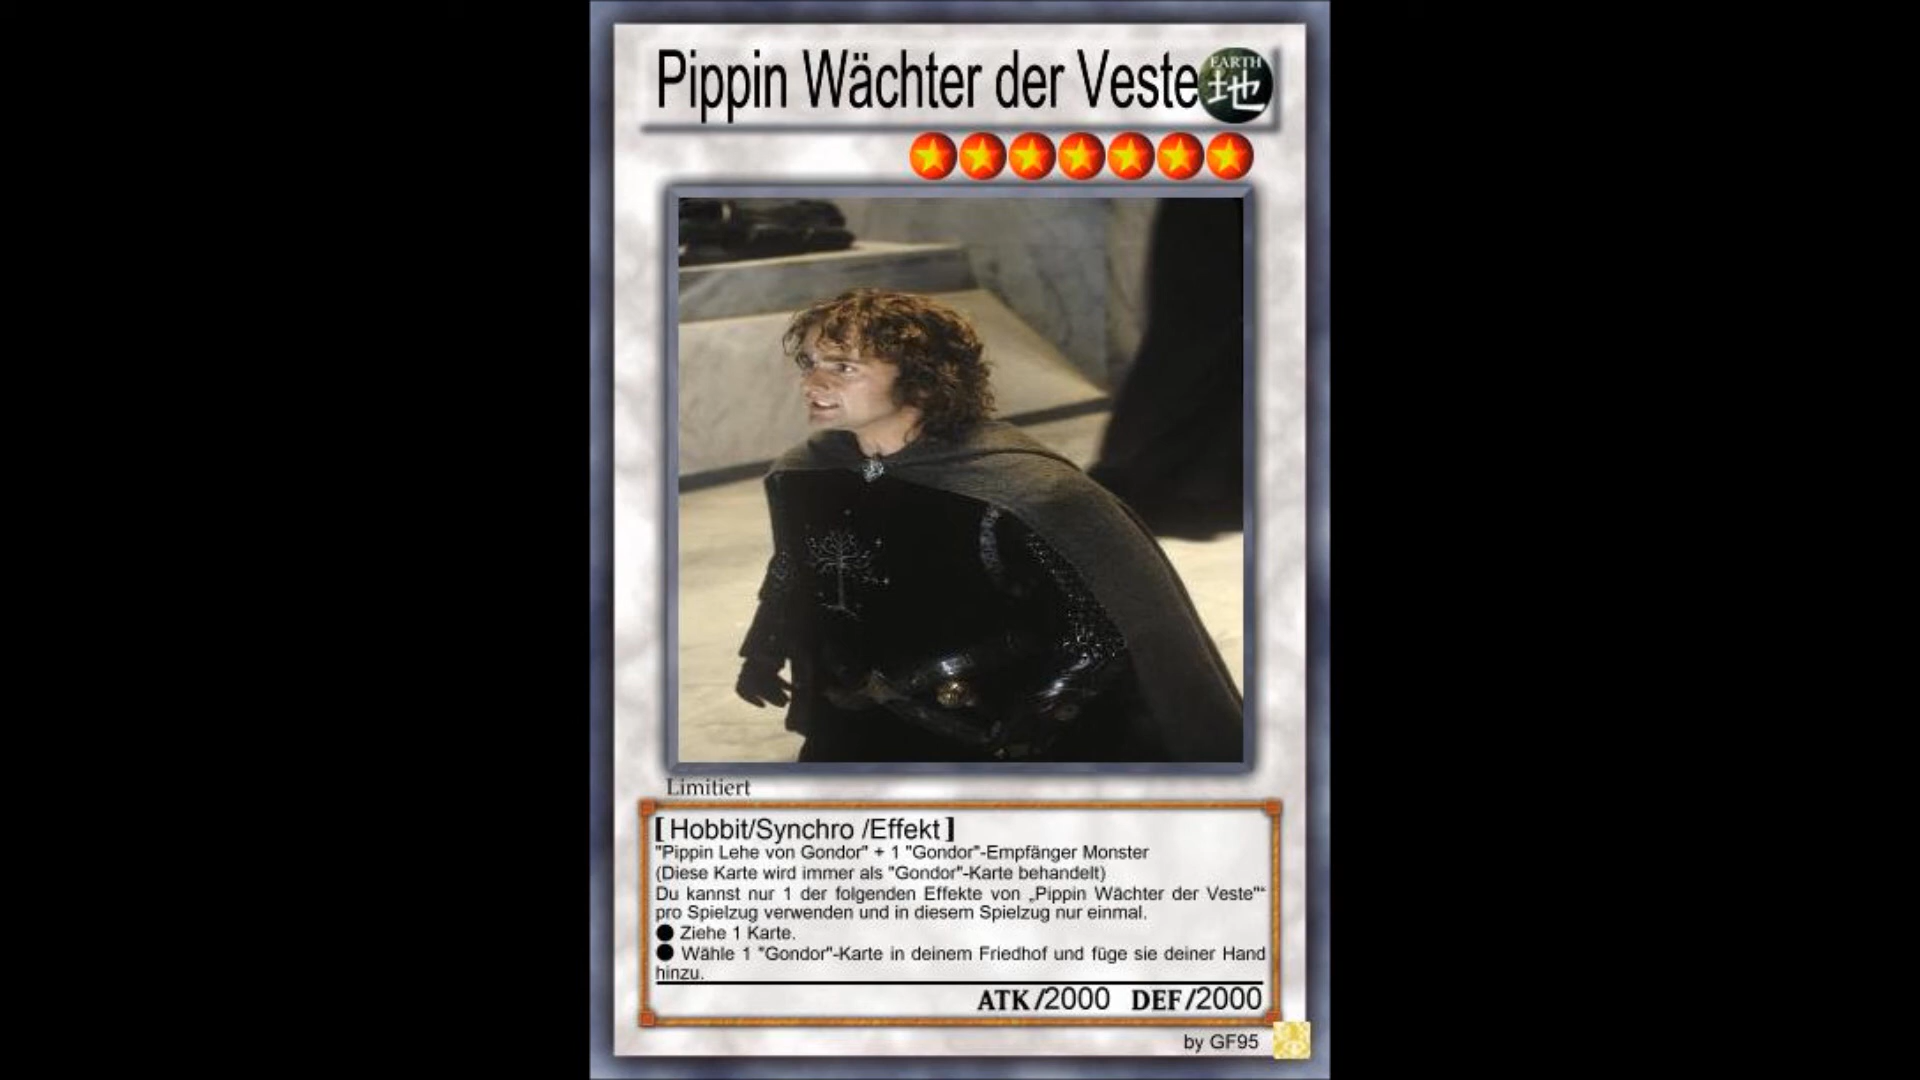 Pippin Wächter der Veste
EARTH
地
Limitiert
[ Hobbit/Synchro /Effekt ]
"Pippin Lehe von Gondor" + 1 "Gondor"-Empfänger Monster
(Diese Karte wird immer als "Gondor"-Karte behandelt)
Du kannst nur 1 der folgenden Effekte von „Pippin Wächter der Veste"“
pro Spielzug verwenden und in diesem Spielzug nur einmal.
● Ziehe 1 Karte.
● Wähle 1 "Gondor"-Karte in deinem Friedhof und füge sie deiner Hand
hinzu.
ATK/2000 DEF/2000
by GF95